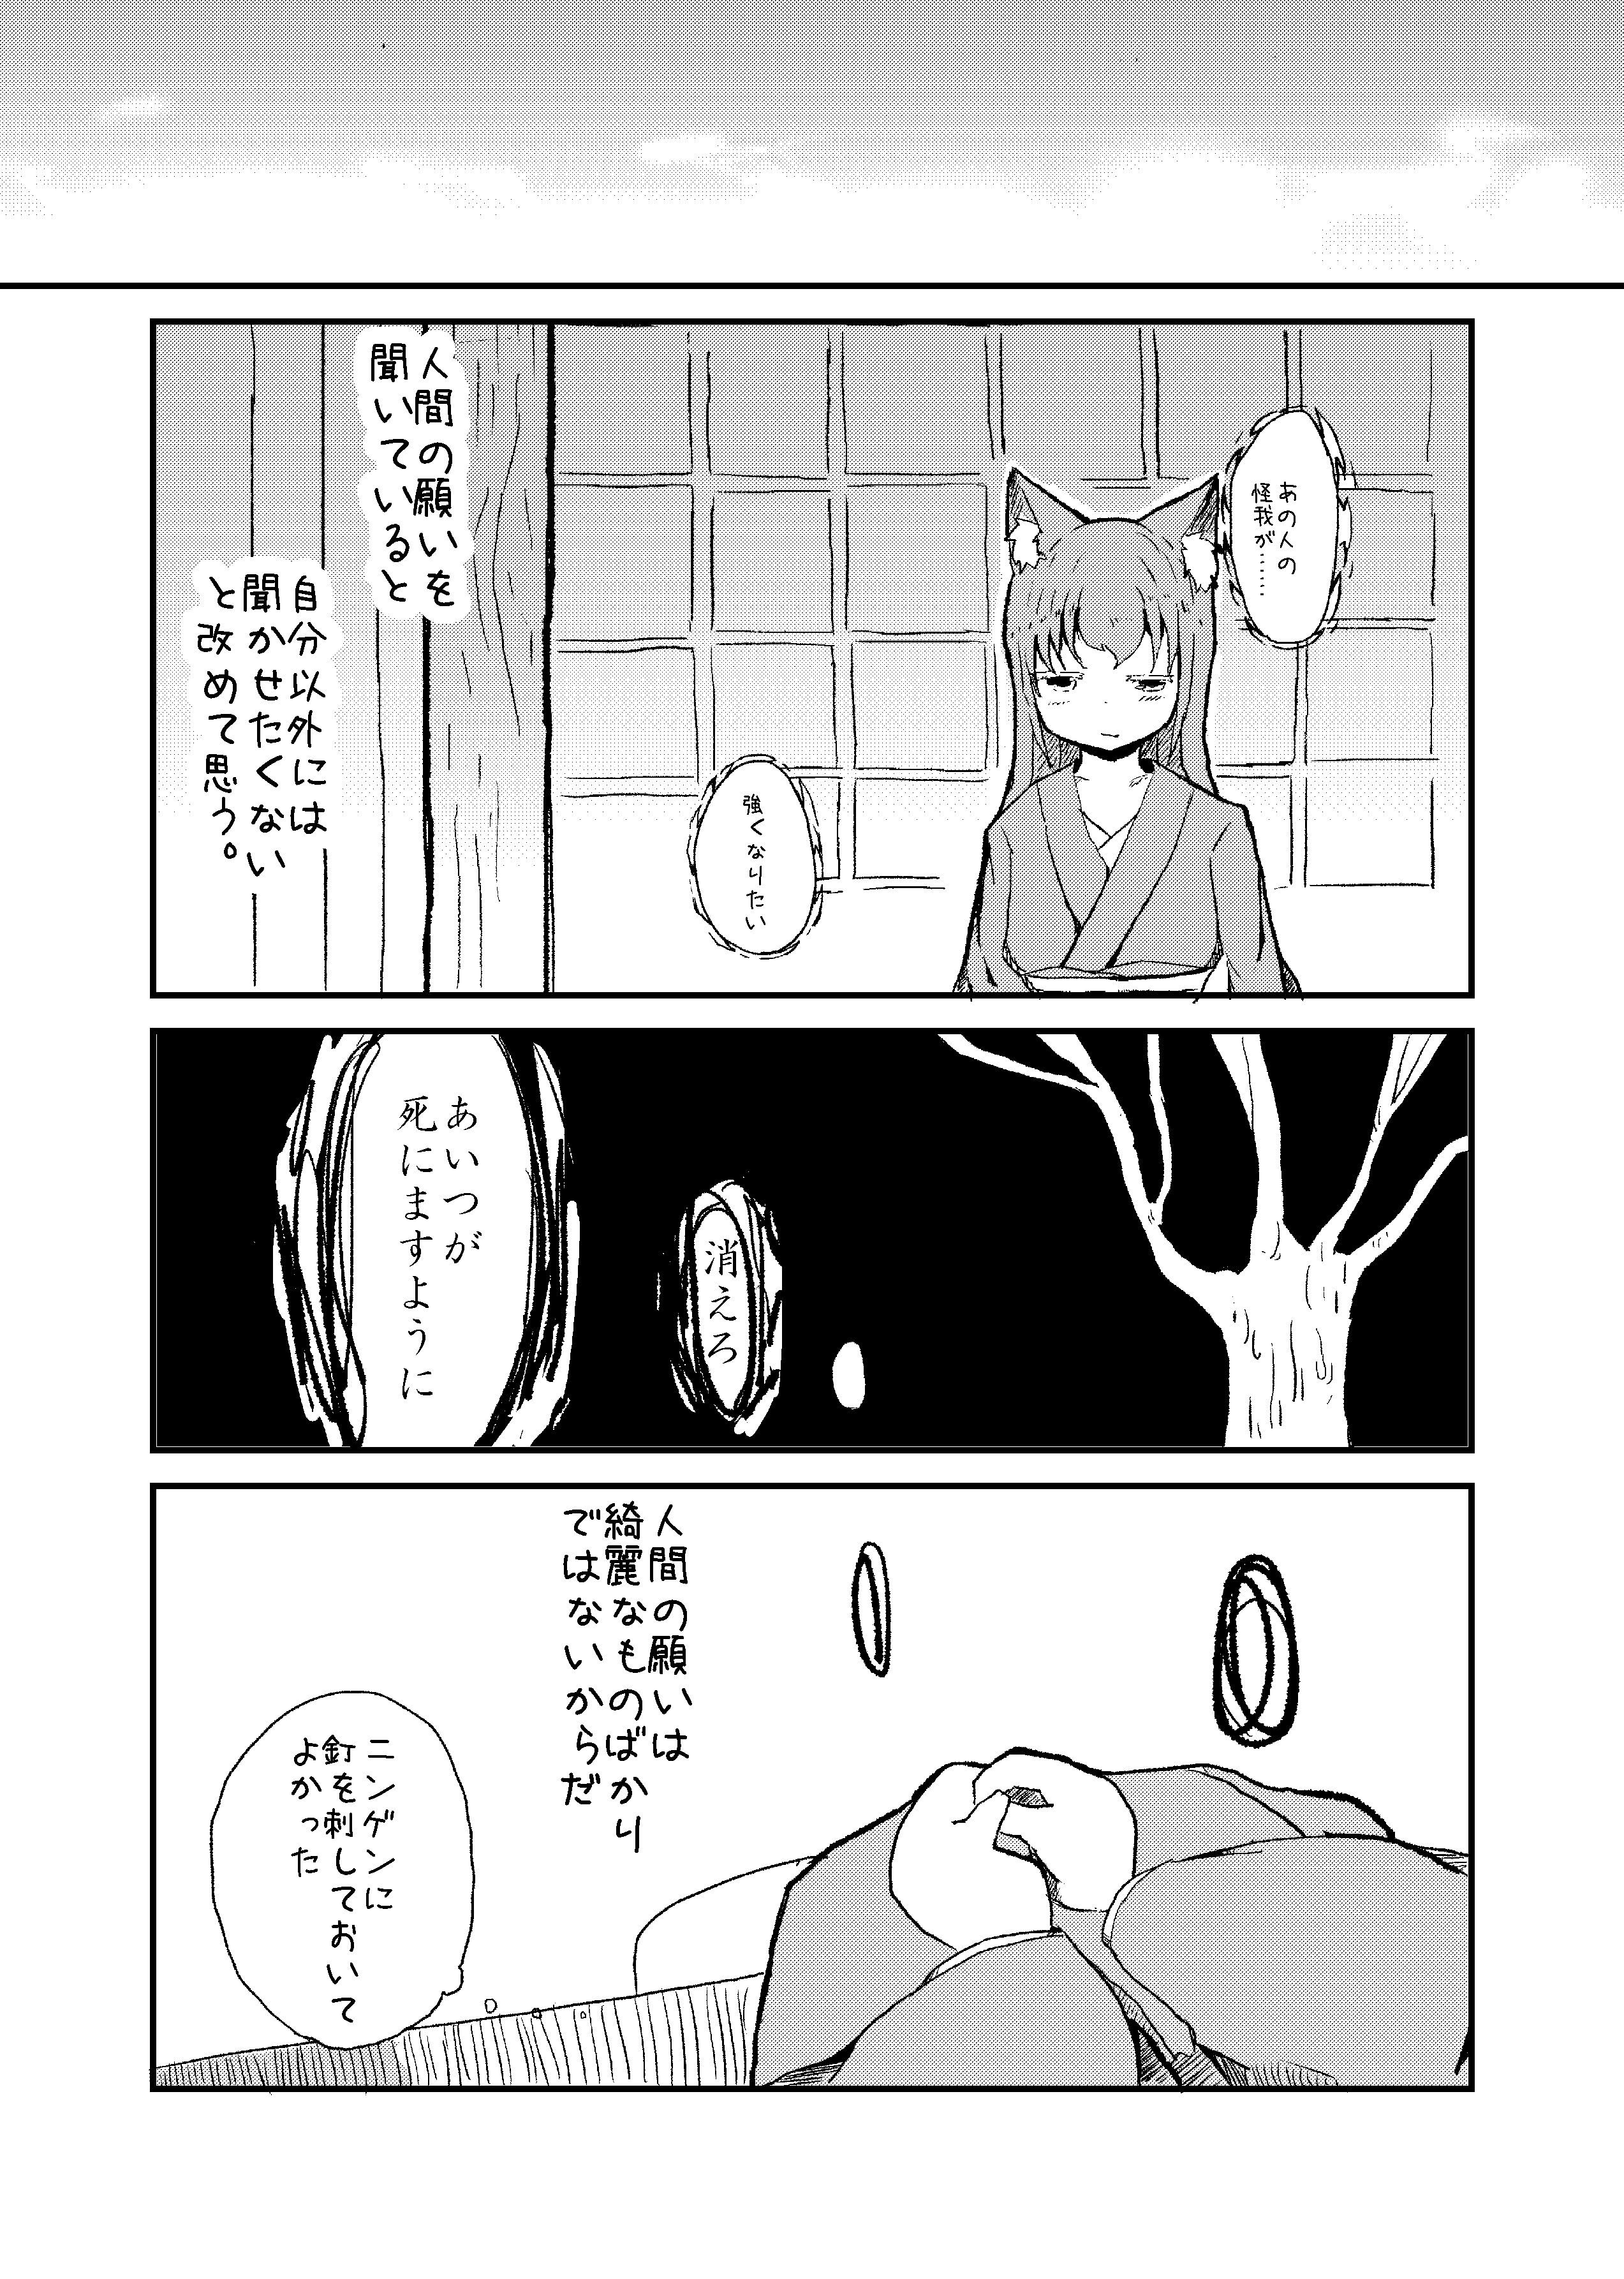 あの人の
怪我が……
強くなりたい
人間の願いを
聞いていると
自分以外には
聞かせたくない
と改めて思う。
消えろ
あいつが
死にますように
人間の願いは
綺麗なものばかり
ではないからだ
ニンゲンに
釘を刺しておいて
よかった